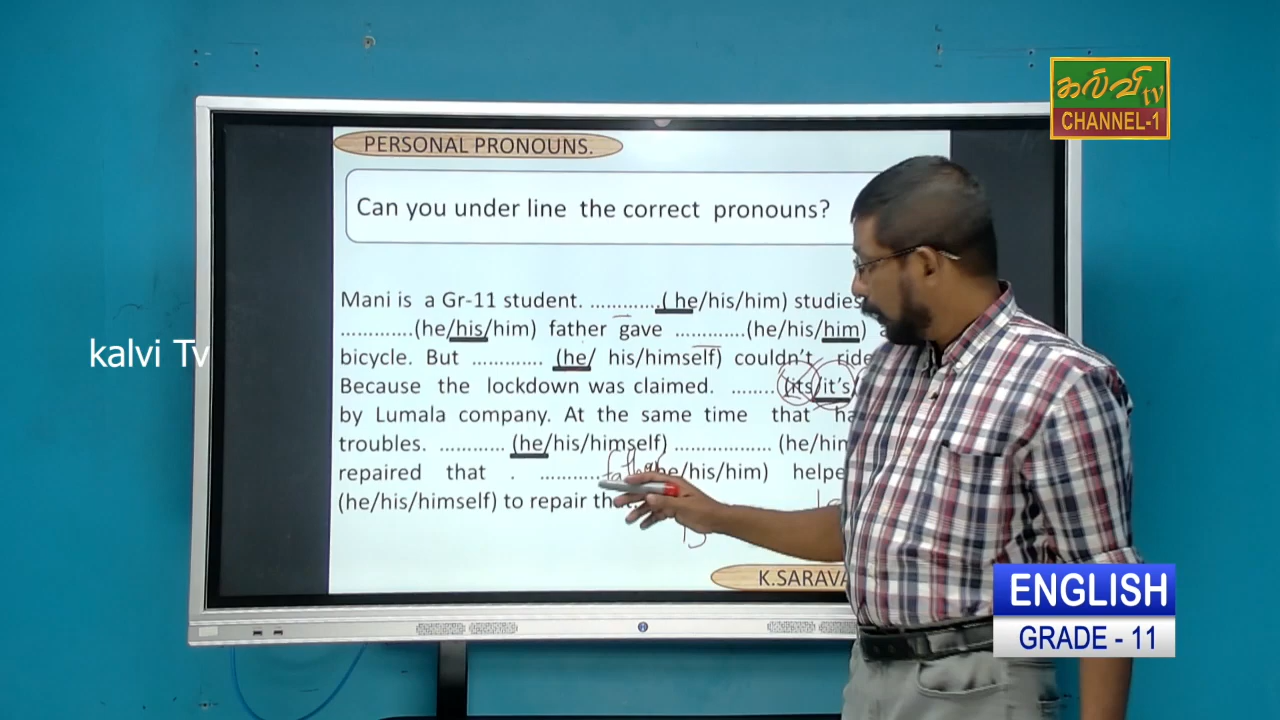 கல்வி tv
CHANNEL-1
PERSONAL PRONOUNS.
Can you under line the correct pronouns?
Mani is a Gr-11 student. .............( he/his/him) studies
.............(he/his/him) father gave .............(he/his/him)
bicycle. But ............. (he/ his/himself) couldn't ride
Because the lockdown was claimed. ........ (its/it's/
by Lumala company. At the same time that
troubles. ............ (he/his/himself) .................. (he/
repaired that . ............ father he/his/him)
(he/his/himself) to repair
K.SARAVA
kalvi Tv
ENGLISH
GRADE - 11